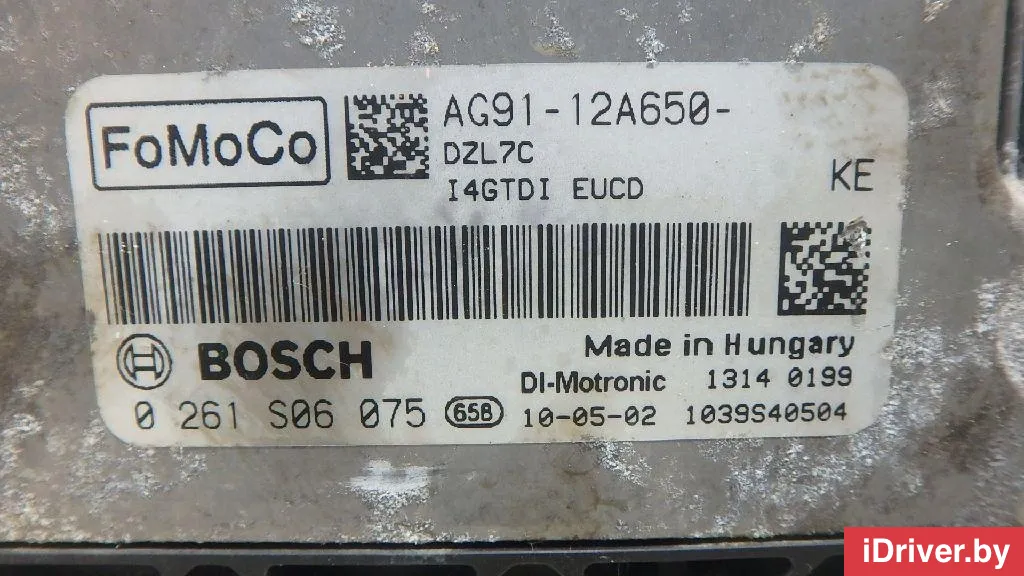 FoMoCo
AG91-12A650-
DZL7C
I4GTDI EUCD
KE
BOSCH
Made in Hungary
DI-Motronic 1314 0199
0 261 S06 075 658 10-05-02 1039S40504
iDriver.by